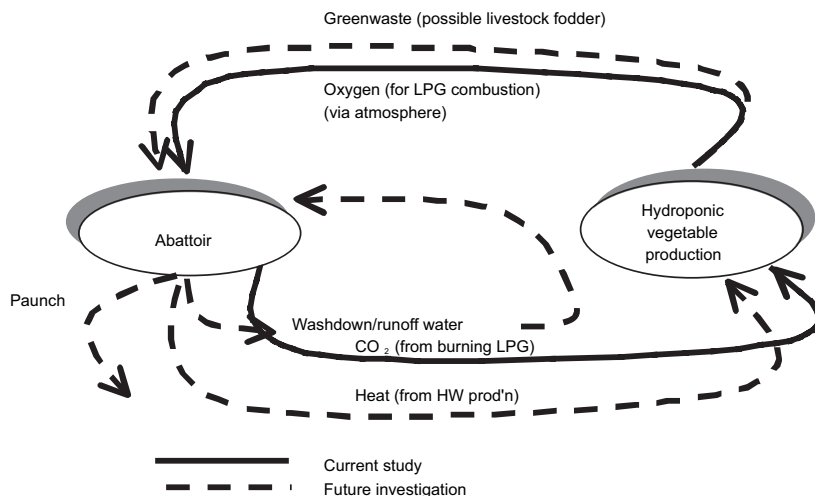 Greenwaste (possible livestock fodder)
Oxygen (for LPG combustion)
(via atmosphere)
Abattoir
Hydroponic
vegetable
production
Paunch
Washdown/runoff water
CO₂ (from burning LPG)
Heat (from HW prod'n)
Current study
Future investigation